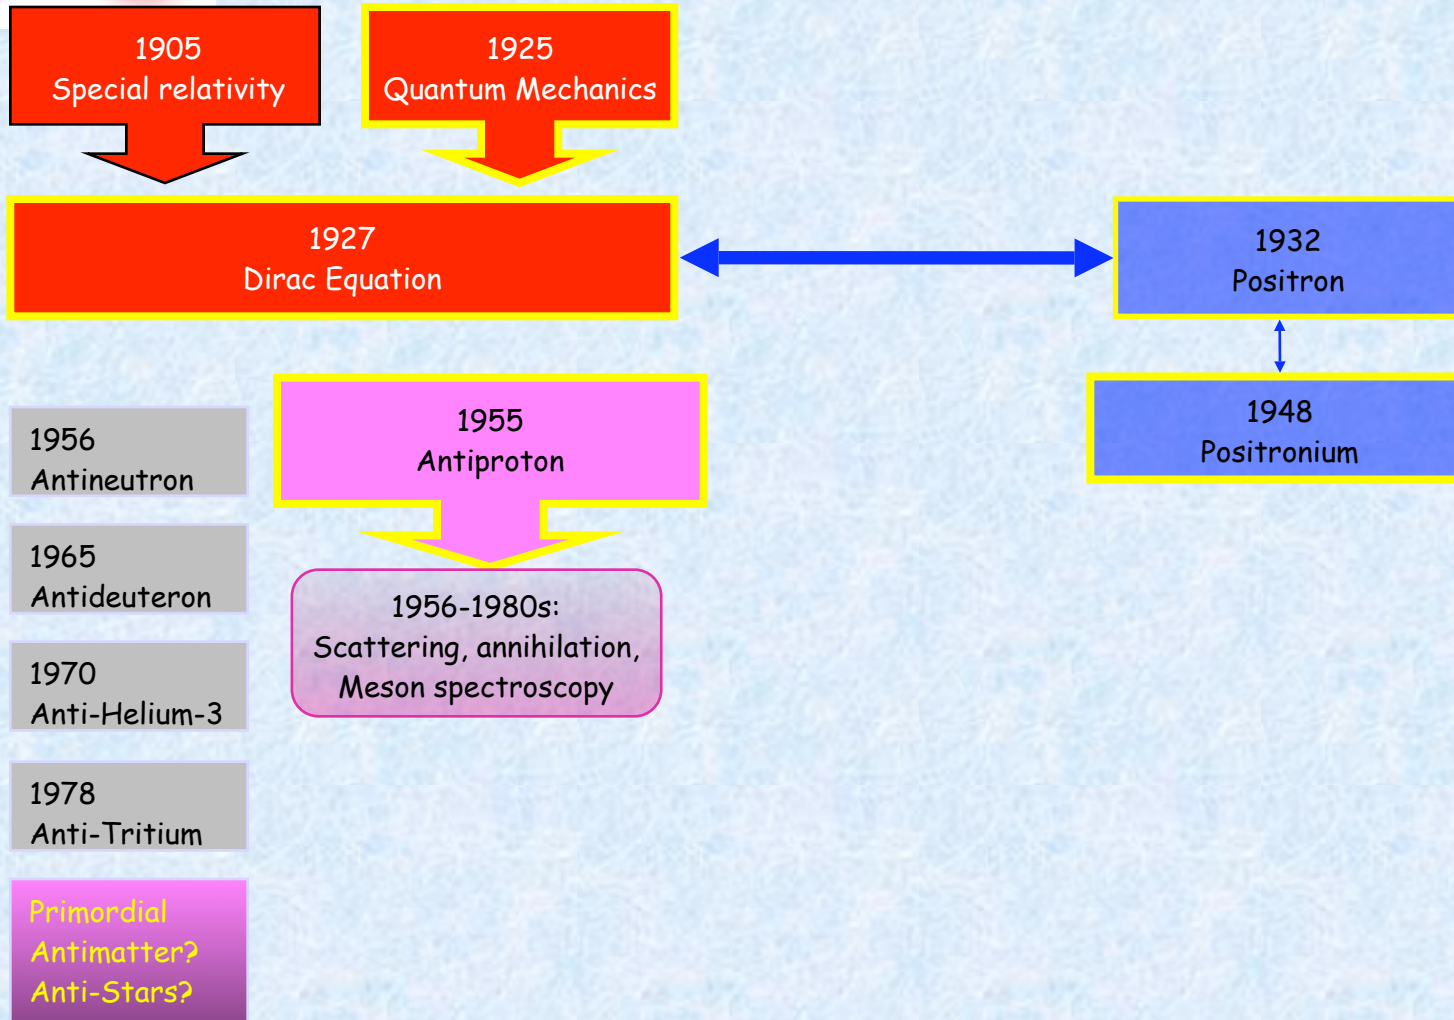 1905
Special relativity
1925
Quantum Mechanics
1927
Dirac Equation
1932
Positron
1948
Positronium
1955
Antiproton
1956-1980s:
Scattering, annihilation,
Meson spectroscopy
1956
Antineutron
1965
Antideuteron
1970
Anti-Helium-3
1978
Anti-Tritium
Primordial
Antimatter?
Anti-Stars?